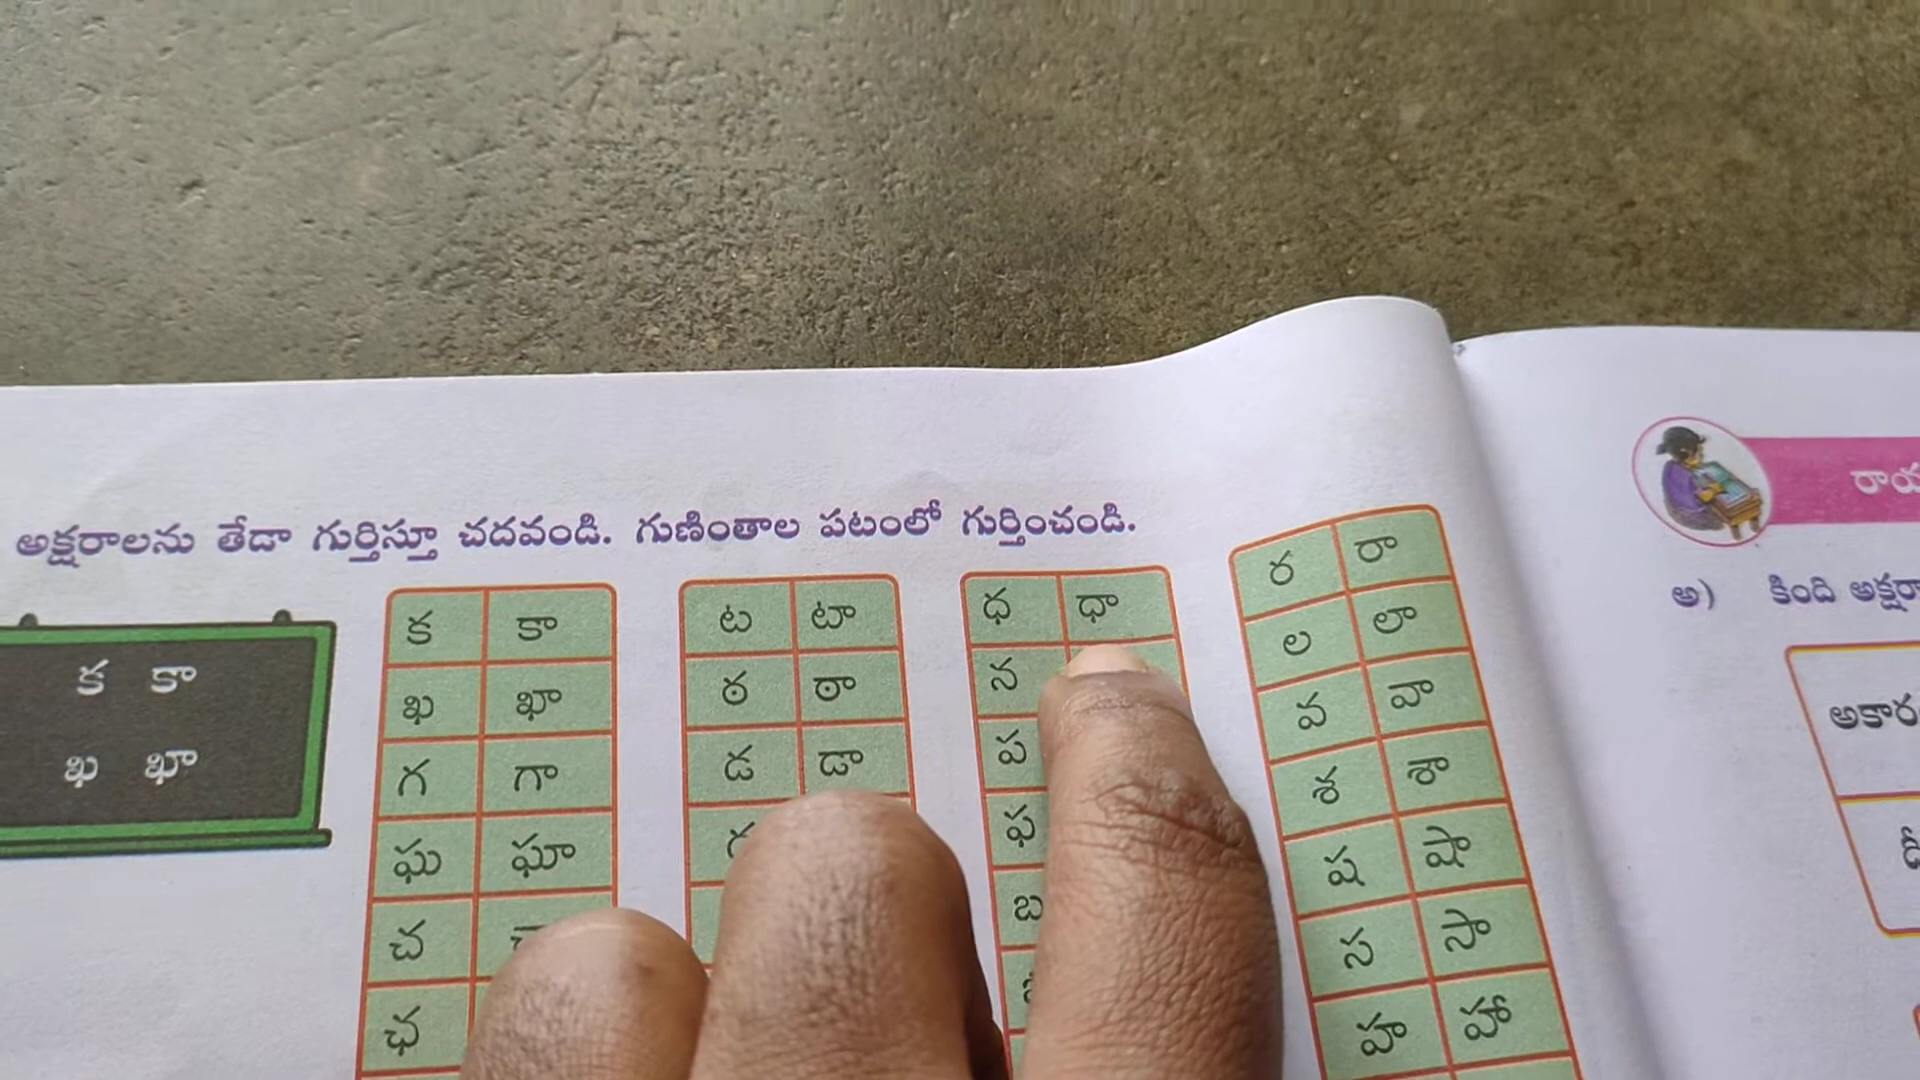 అక్షరాలను తేడా గుర్తిస్తూ చదవండి. గుణింతాల పటంలో గుర్తించండి.
క కా
ఖ ఖా
క కా
ఖ ఖా
గ గా
ఘ ఘా
చ
ఛ
ట టా
ఠ ఠా
డ డా
ధ ధా
న
ప
ఫ
బ
ర రా
ల లా
వ వా
శ శా
ష షా
స సా
హ హా
అ) కింది